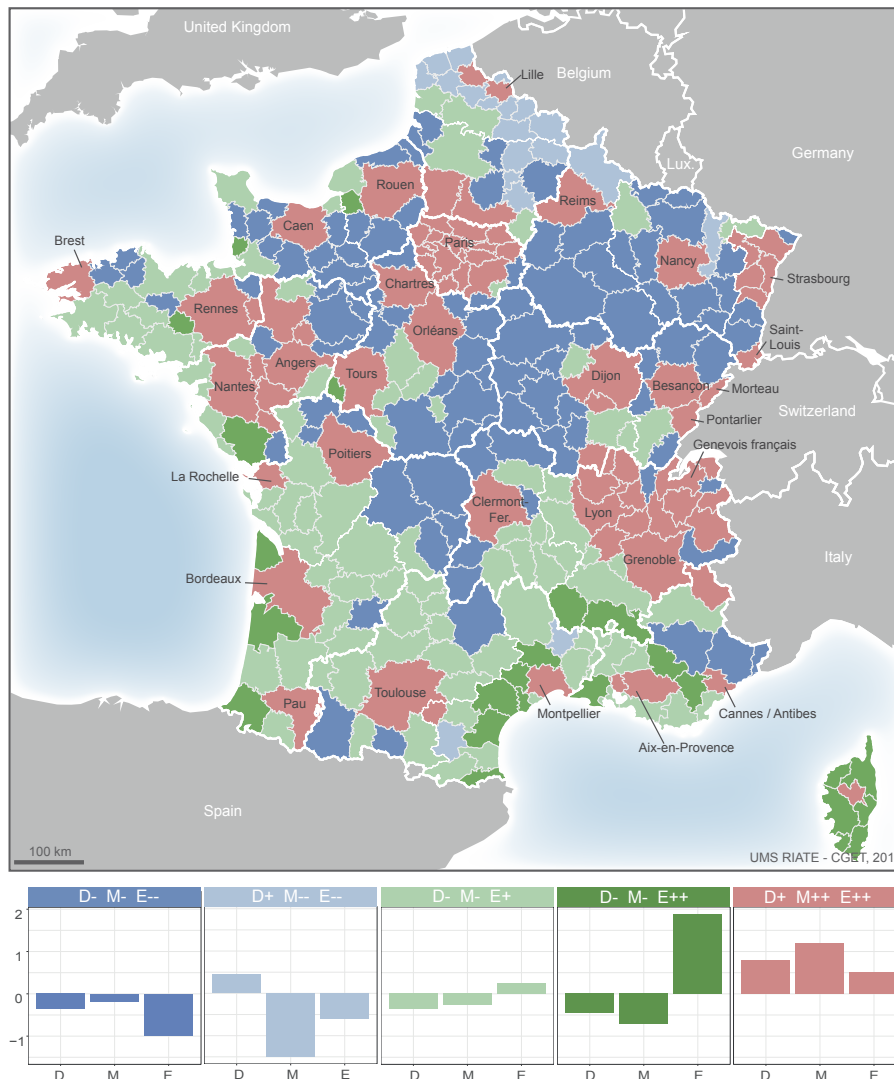 United Kingdom
Belgium
Lille
Lux.
Germany
Rouen
Reims
Caen
Paris
Brest
Nancy
Strasbourg
Chartres
Rennes
Orléans
Saint-
Louis
Angers
Tours
Dijon
Nantes
Besançon
Morteau
Switzerland
Pontarlier
Genevois français
Poitiers
La Rochelle
Clermont-
Fer.
Lyon
Italy
Grenoble
Bordeaux
Toulouse
Pau
Montpellier
Cannes / Antibes
Aix-en-Provence
Spain
100 km
UMS RIATE - CGET, 201
D- M- E-- D+ M-- E-- D- M- E+ D- M- E++ D+ M++ E++
2
1
0
−1
D M E D M E D M E D M E D M E